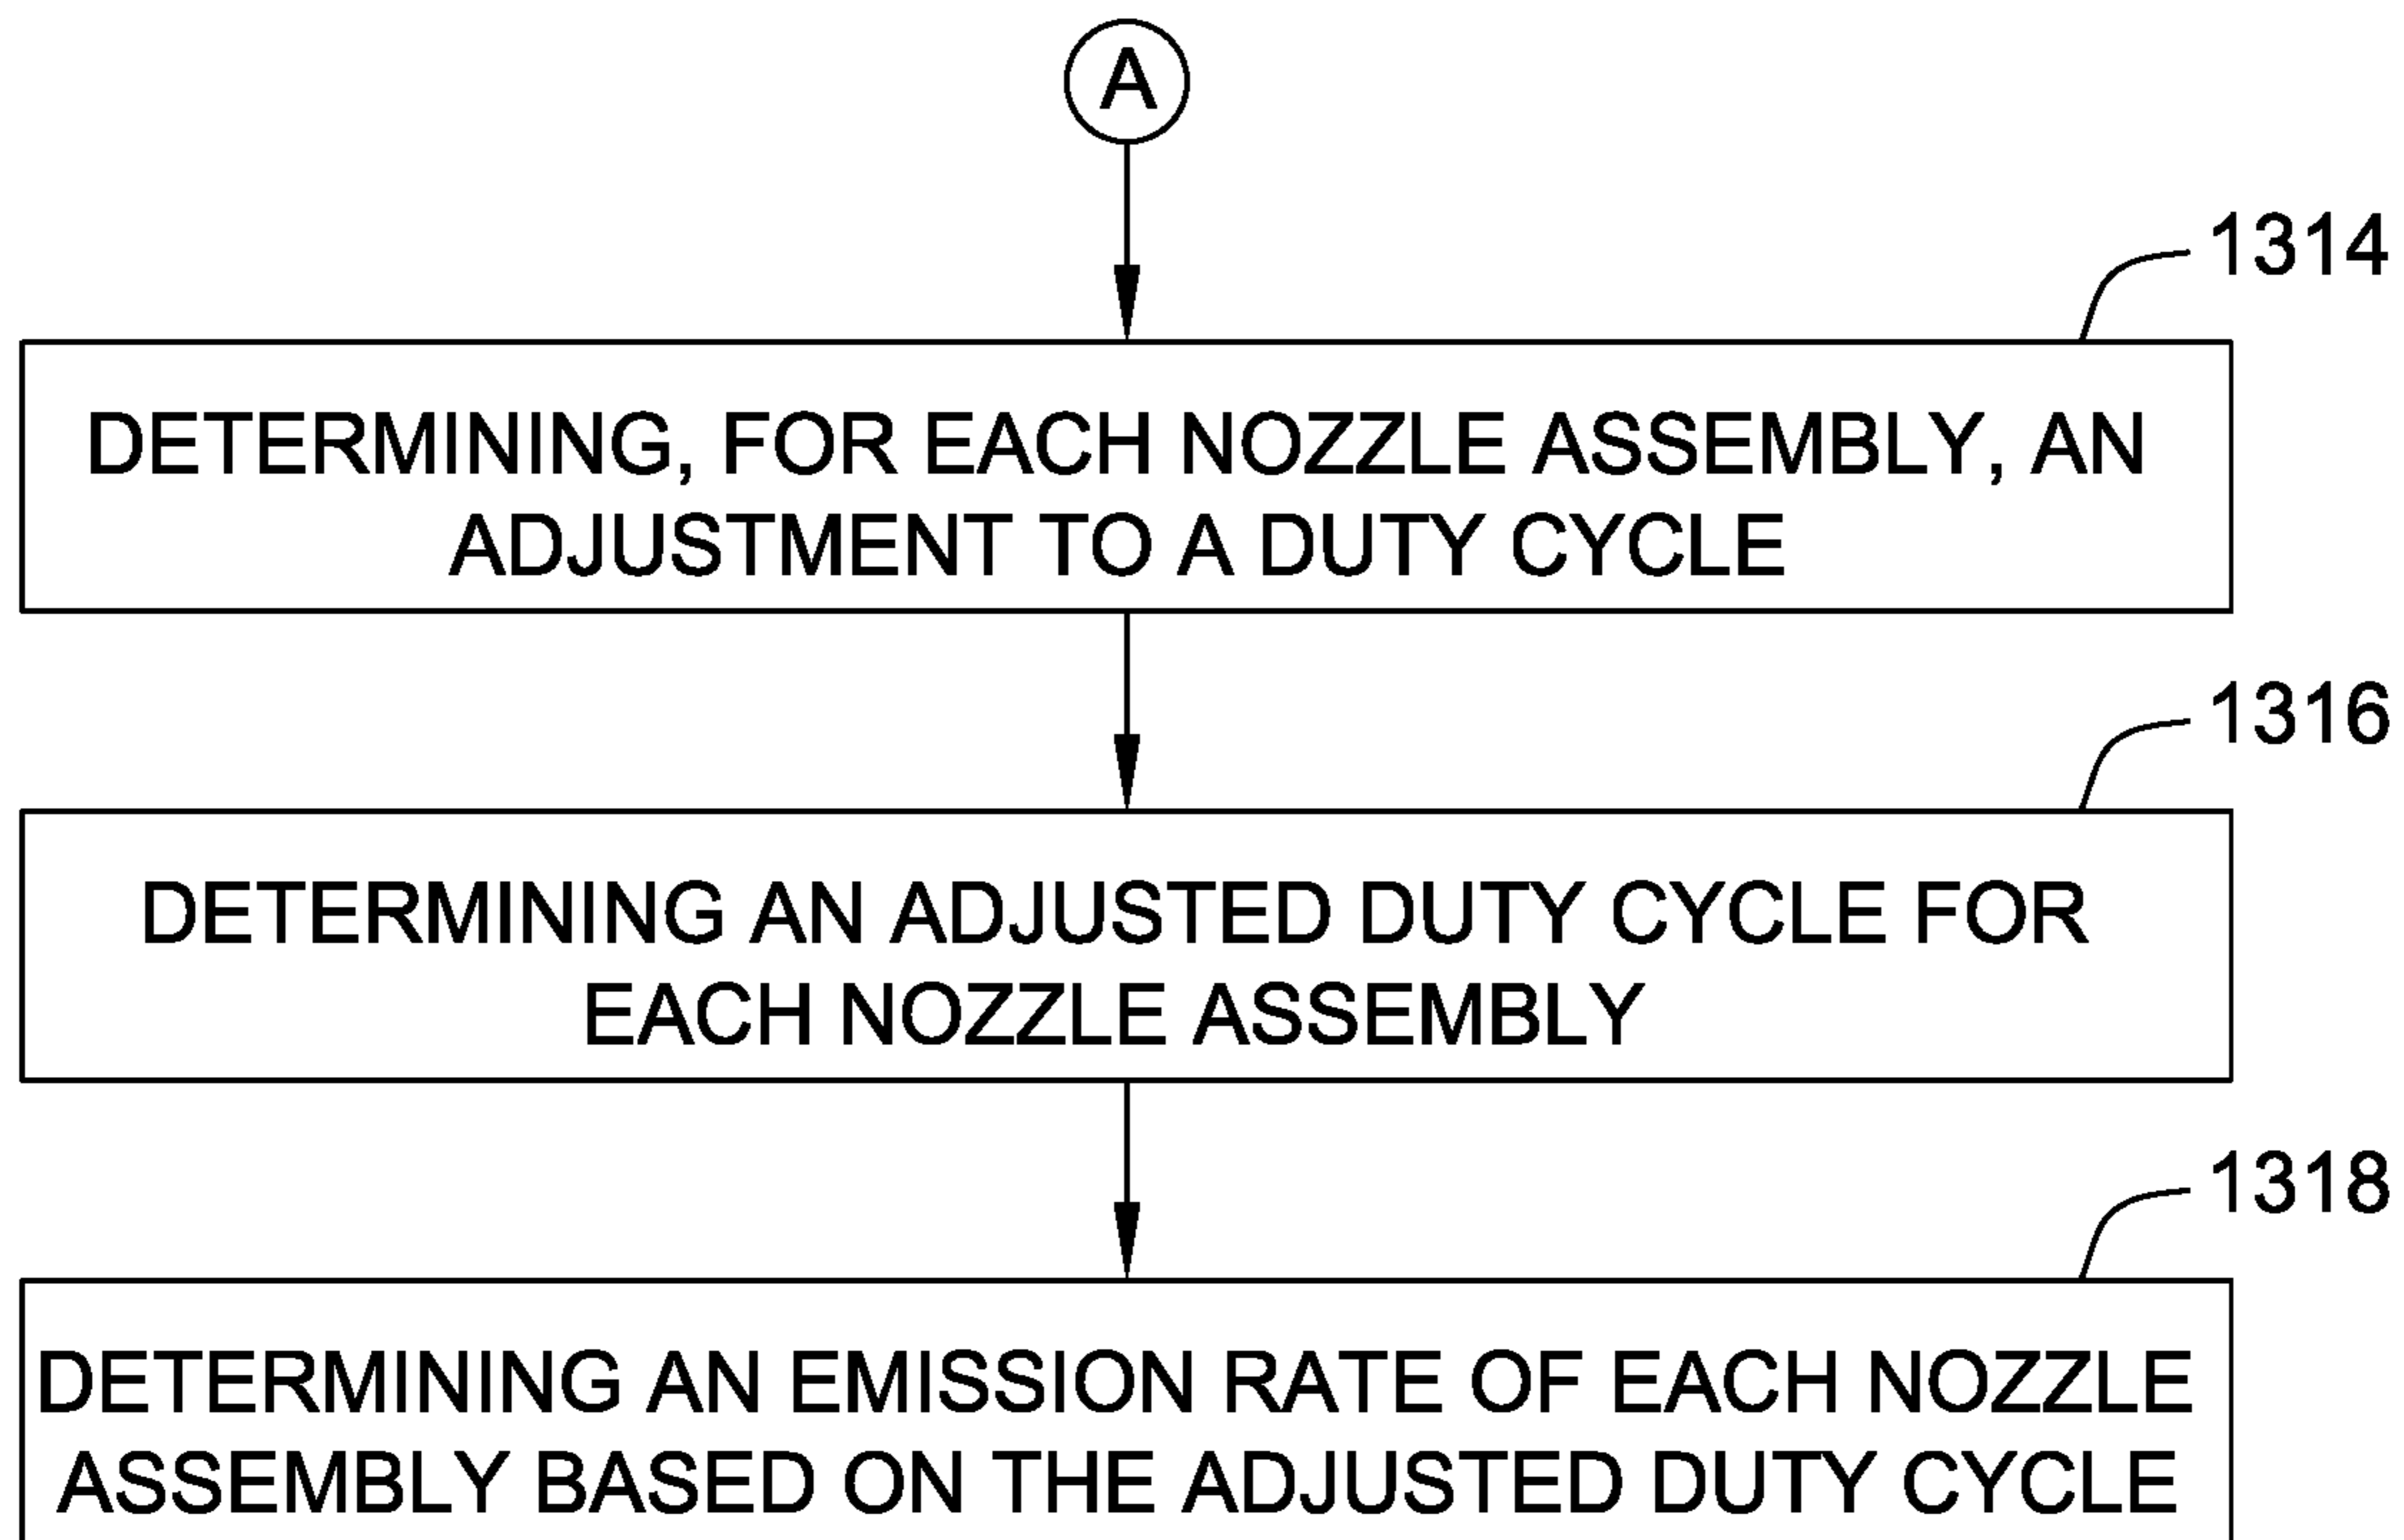 A
1314
DETERMINING, FOR EACH NOZZLE ASSEMBLY, AN
ADJUSTMENT TO A DUTY CYCLE
1316
DETERMINING AN ADJUSTED DUTY CYCLE FOR
EACH NOZZLE ASSEMBLY
1318
DETERMINING AN EMISSION RATE OF EACH NOZZLE
ASSEMBLY BASED ON THE ADJUSTED DUTY CYCLE